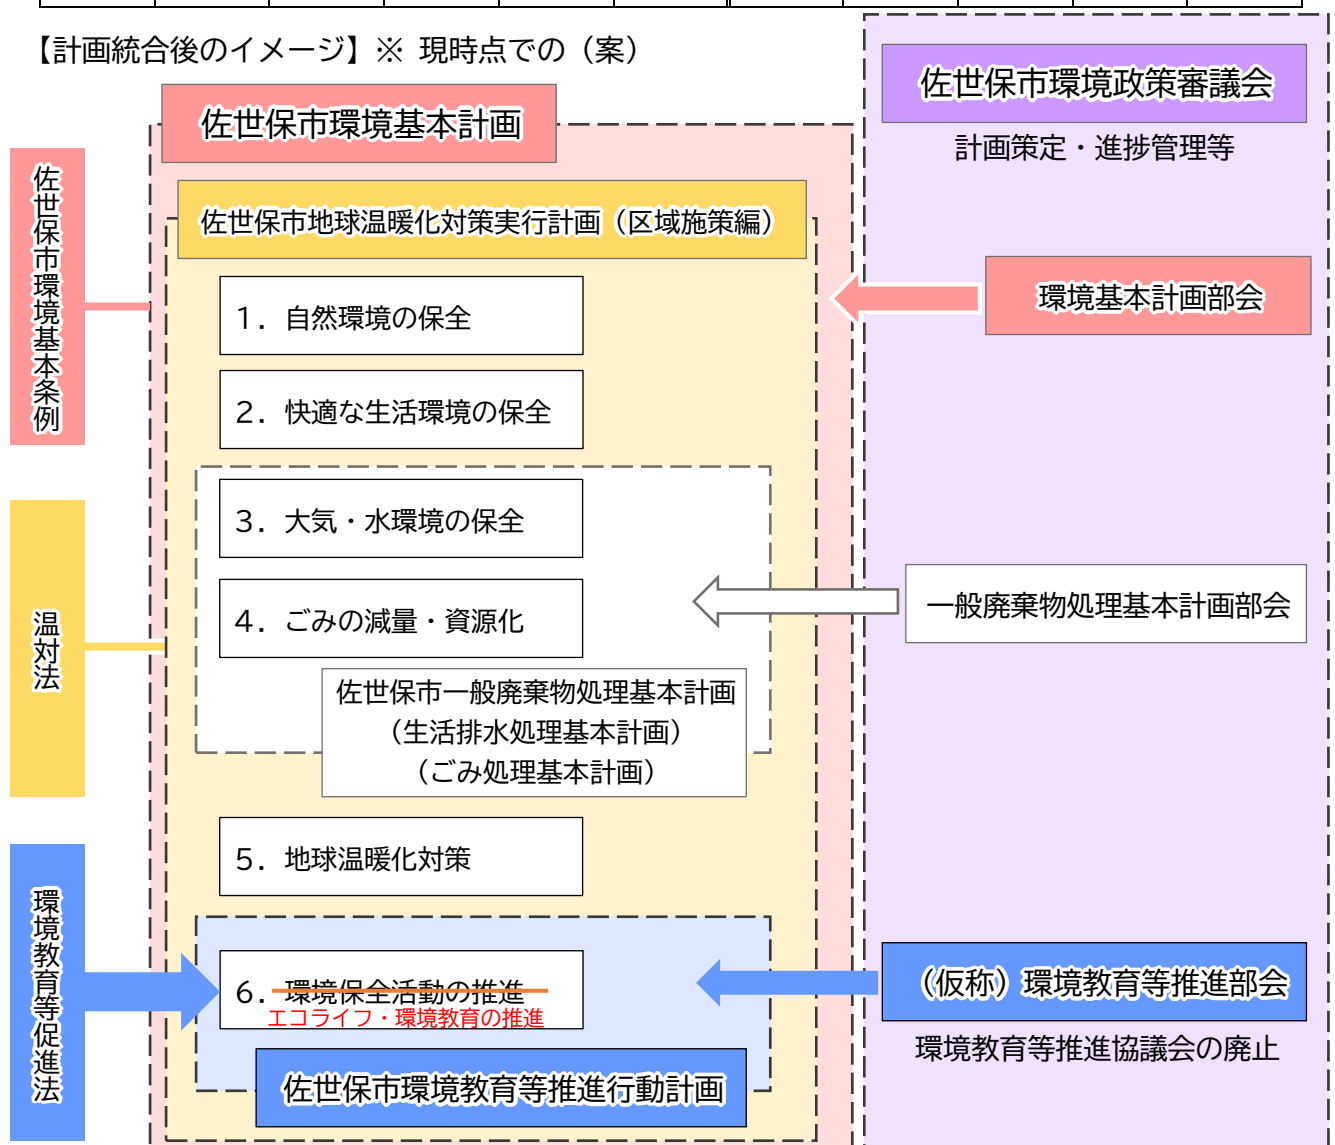 【計画統合後のイメージ】※ 現時点での（案）
佐世保市環境基本計画
佐世保市地球温暖化対策実行計画（区域施策編）
佐世保市環境基本条例
温対法
環境教育等促進法
1．自然環境の保全
2．快適な生活環境の保全
3．大気・水環境の保全
4．ごみの減量・資源化
佐世保市一般廃棄物処理基本計画
（生活排水処理基本計画）
（ごみ処理基本計画）
5．地球温暖化対策
6．環境保全活動の推進
エコライフ・環境教育の推進
佐世保市環境教育等推進行動計画
佐世保市環境政策審議会
計画策定・進捗管理等
環境基本計画部会
一般廃棄物処理基本計画部会
（仮称）環境教育等推進部会
環境教育等推進協議会の廃止